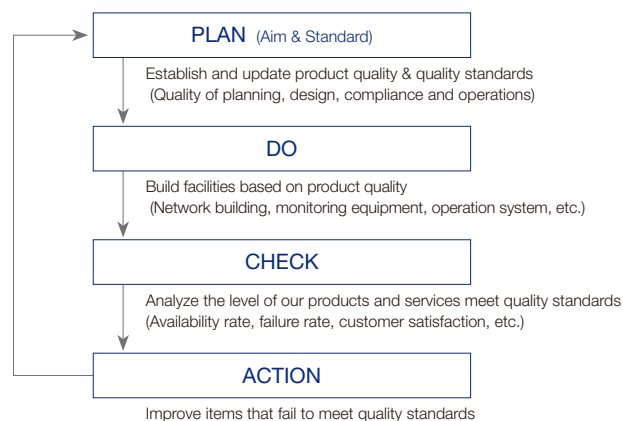 PLAN (Aim & Standard)
Establish and update product quality & quality standards
(Quality of planning, design, compliance and operations)
DO
Build facilities based on product quality
(Network building, monitoring equipment, operation system, etc.)
CHECK
Analyze the level of our products and services meet quality standards
(Availability rate, failure rate, customer satisfaction, etc.)
ACTION
Improve items that fail to meet quality standards